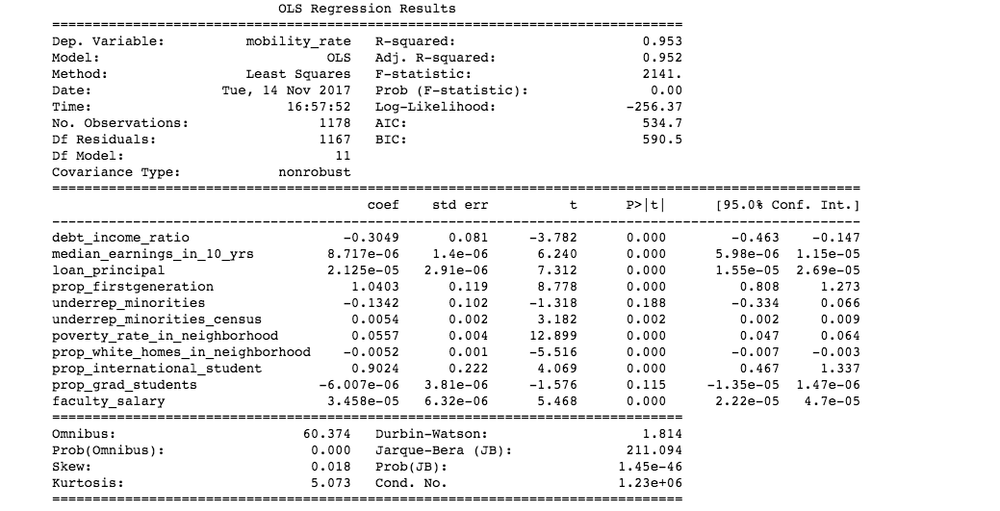 OLS Regression Results
==============================================================================
Dep. Variable: mobility_rate R-squared: 0.953
Model: OLS Adj. R-squared: 0.952
Method: Least Squares F-statistic: 2141.
Date: Tue, 14 Nov 2017 Prob (F-statistic): 0.00
Time: 16:57:52 Log-Likelihood: -256.37
No. Observations: 1178 AIC: 534.7
Df Residuals: 1167 BIC: 590.5
Df Model: 11
Covariance Type: nonrobust
====================================================================================================
coef std err t P>|t| [95.0% Conf. Int.]
----------------------------------------------------------------------------------------------------
debt_income_ratio -0.3049 0.081 -3.782 0.000 -0.463 -0.147
median_earnings_in_10_yrs 8.717e-06 1.4e-06 6.240 0.000 5.98e-06 1.15e-05
loan_principal 2.125e-05 2.91e-06 7.312 0.000 1.55e-05 2.69e-05
prop_firstgeneration 1.0403 0.119 8.778 0.000 0.808 1.273
underrep_minorities -0.1342 0.102 -1.318 0.188 -0.334 0.066
underrep_minorities_census 0.0054 0.002 3.182 0.002 0.002 0.009
poverty_rate_in_neighborhood 0.0557 0.004 12.899 0.000 0.047 0.064
prop_white_homes_in_neighborhood -0.0052 0.001 -5.516 0.000 -0.007 -0.003
prop_international_student 0.9024 0.222 4.069 0.000 0.467 1.337
prop_grad_students -6.007e-06 3.81e-06 -1.576 0.115 -1.35e-05 1.47e-06
faculty_salary 3.458e-05 6.32e-06 5.468 0.000 2.22e-05 4.7e-05
==============================================================================
Omnibus: 60.374 Durbin-Watson: 1.814
Prob(Omnibus): 0.000 Jarque-Bera (JB): 211.094
Skew: 0.018 Prob(JB): 1.45e-46
Kurtosis: 5.073 Cond. No. 1.23e+06
==============================================================================